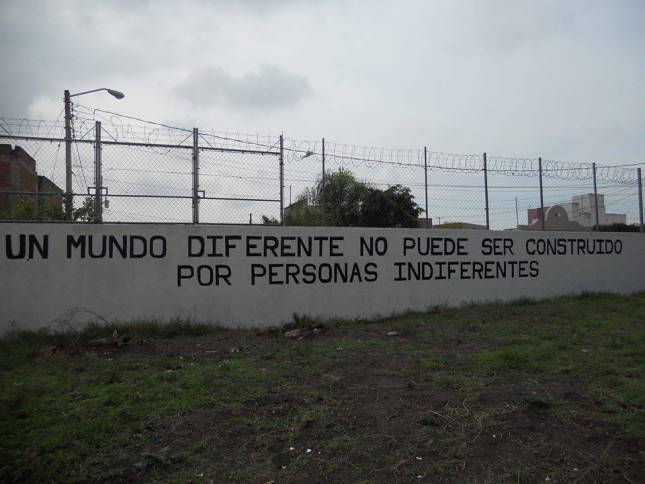 UN MUNDO DIFERENTE NO PUEDE SER CONSTRUIDO
POR PERSONAS INDIFERENTES